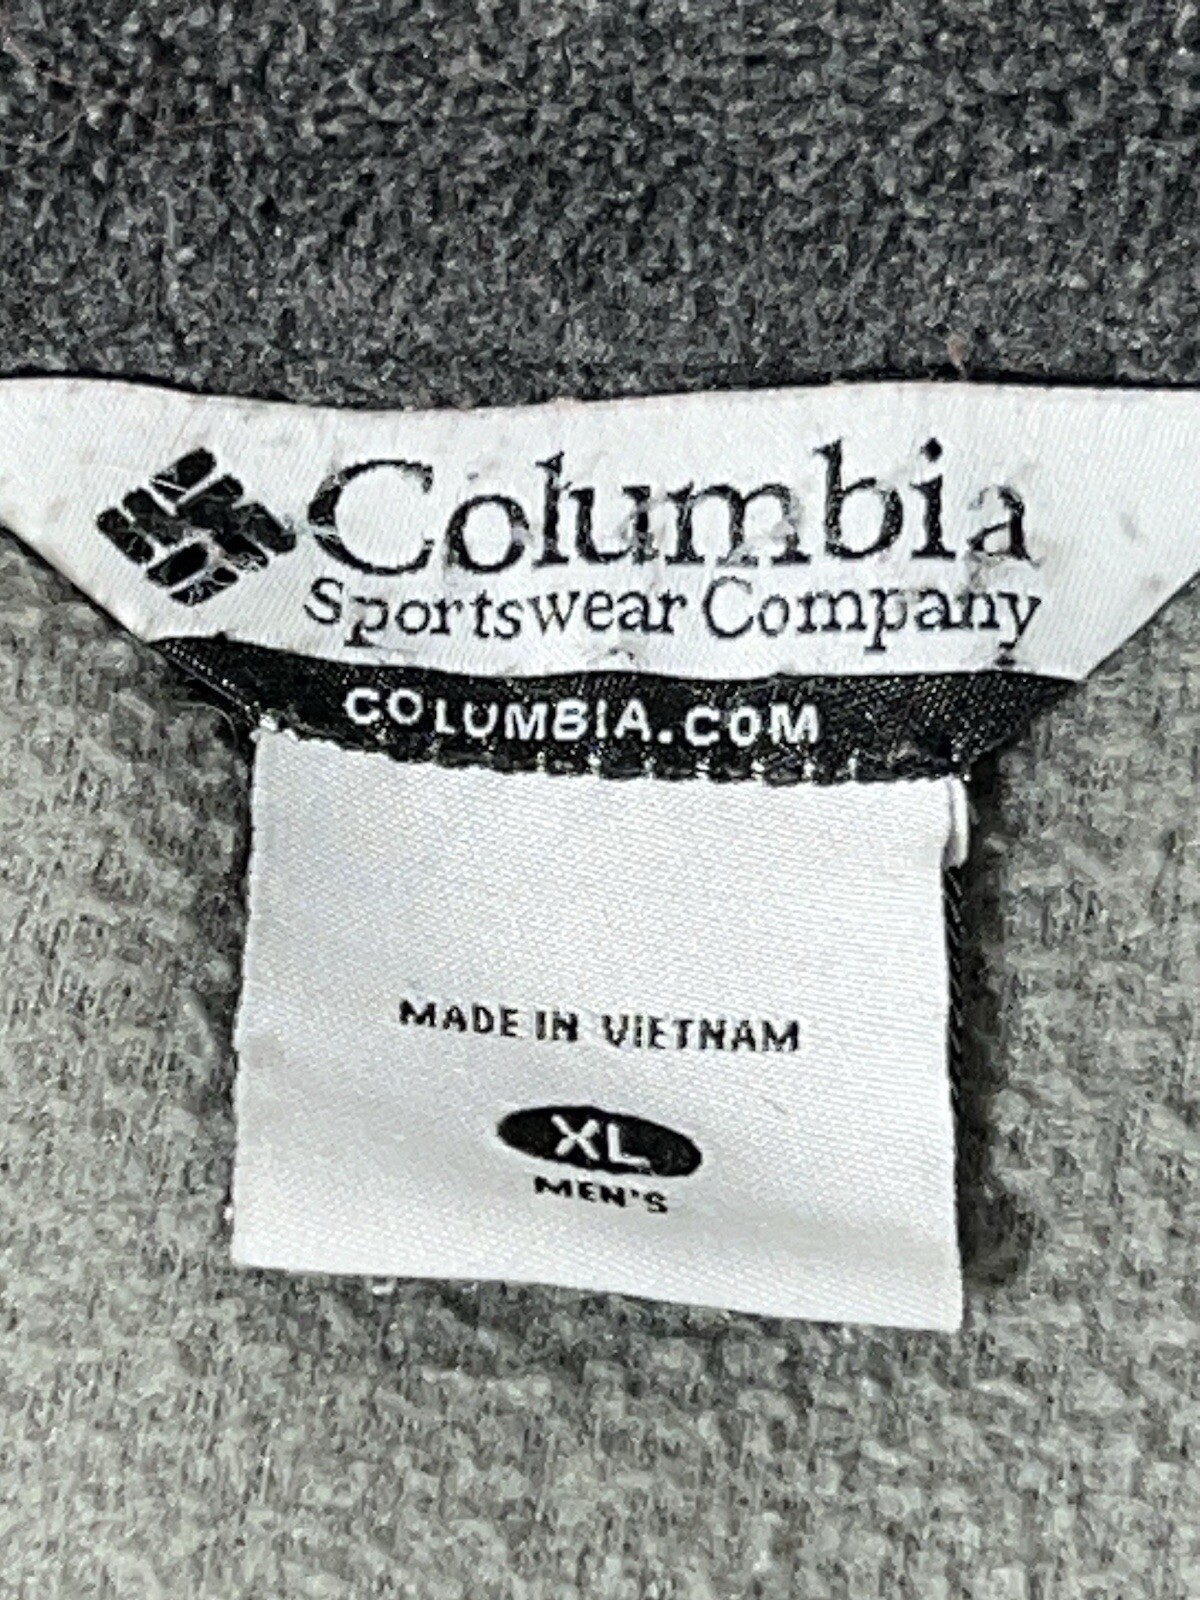 Columbia
Sportswear Company
COLUMBIA.COM
MADE IN VIETNAM
XL
MEN'S